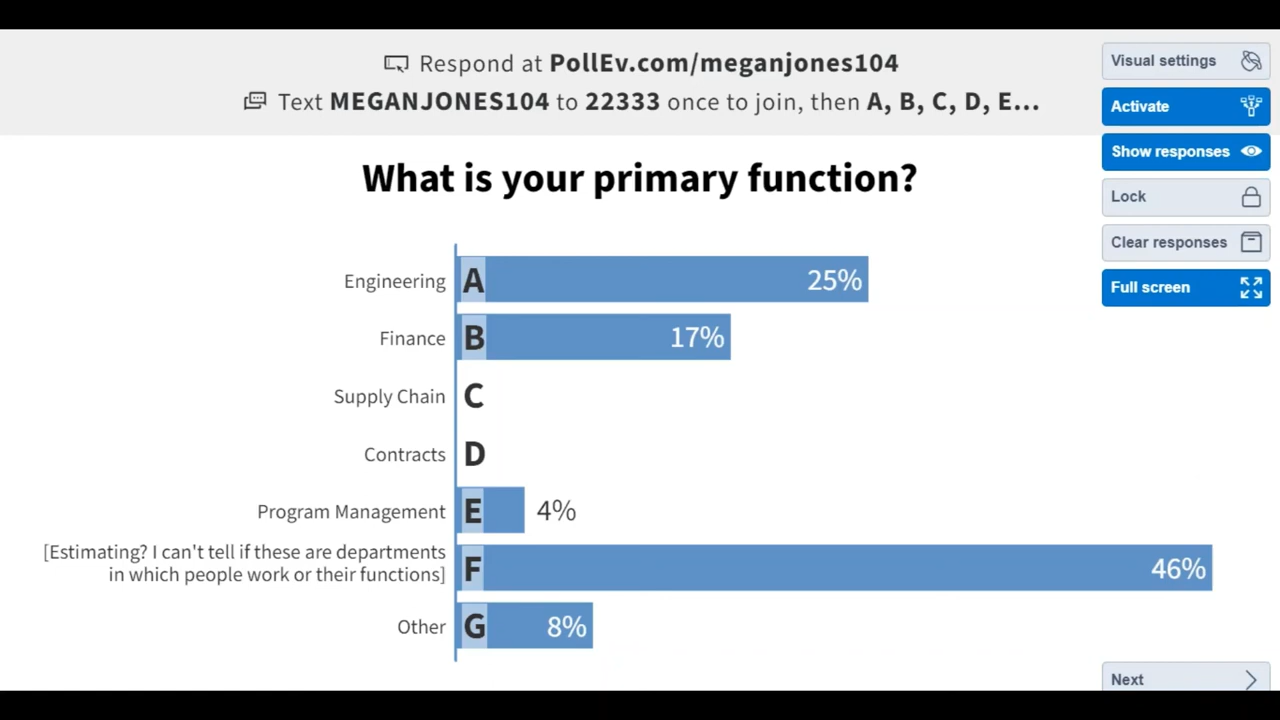 Respond at PollEv.com/meganjones104
Text MEGANJONES104 to 22333 once to join, then A, B, C, D, E...
Visual settings
Activate
Show responses
Lock
Clear responses
Full screen
What is your primary function?
Engineering A 25%
Finance B 17%
Supply Chain C
Contracts D
Program Management E 4%
[Estimating? I can't tell if these are departments
in which people work or their functions] F 46%
Other G 8%
Next